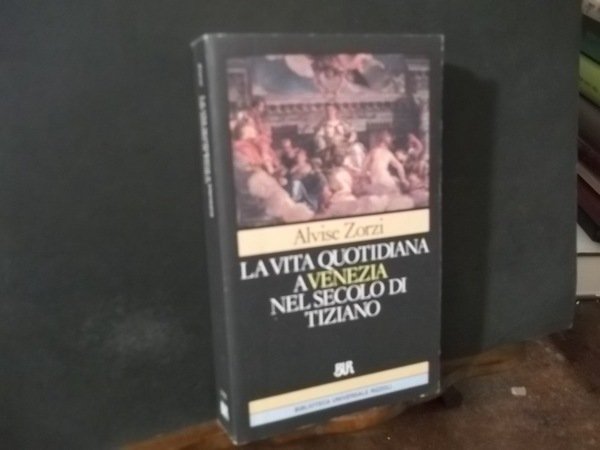 Alvise Zorzi
LA VITA QUOTIDIANA
A VENEZIA
NEL SECOLO DI
TIZIANO
BUR
BIBLIOTECA UNIVERSALE RIZZOLI